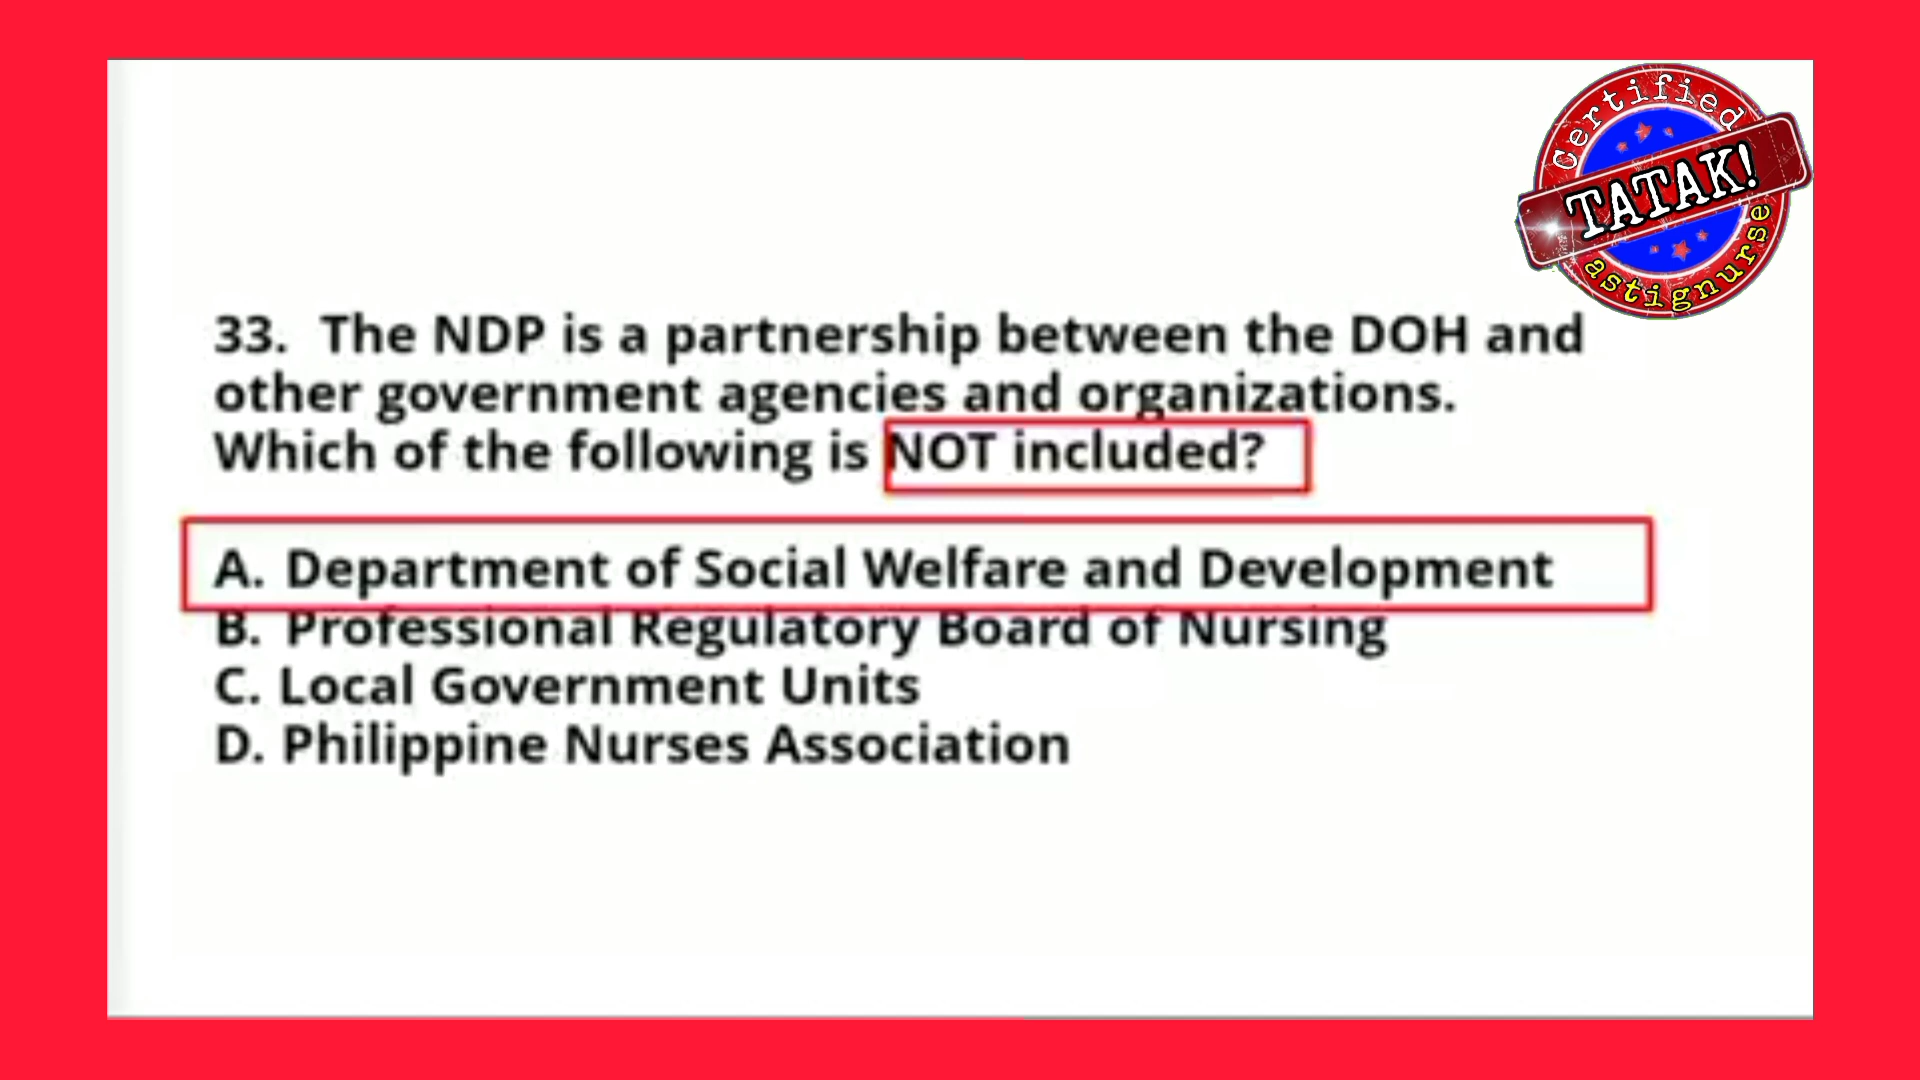 Certified
TATAK!
astignurse
33. The NDP is a partnership between the DOH and
other government agencies and organizations.
Which of the following is NOT included?
A. Department of Social Welfare and Development
B. Professional Regulatory Board of Nursing
C. Local Government Units
D. Philippine Nurses Association